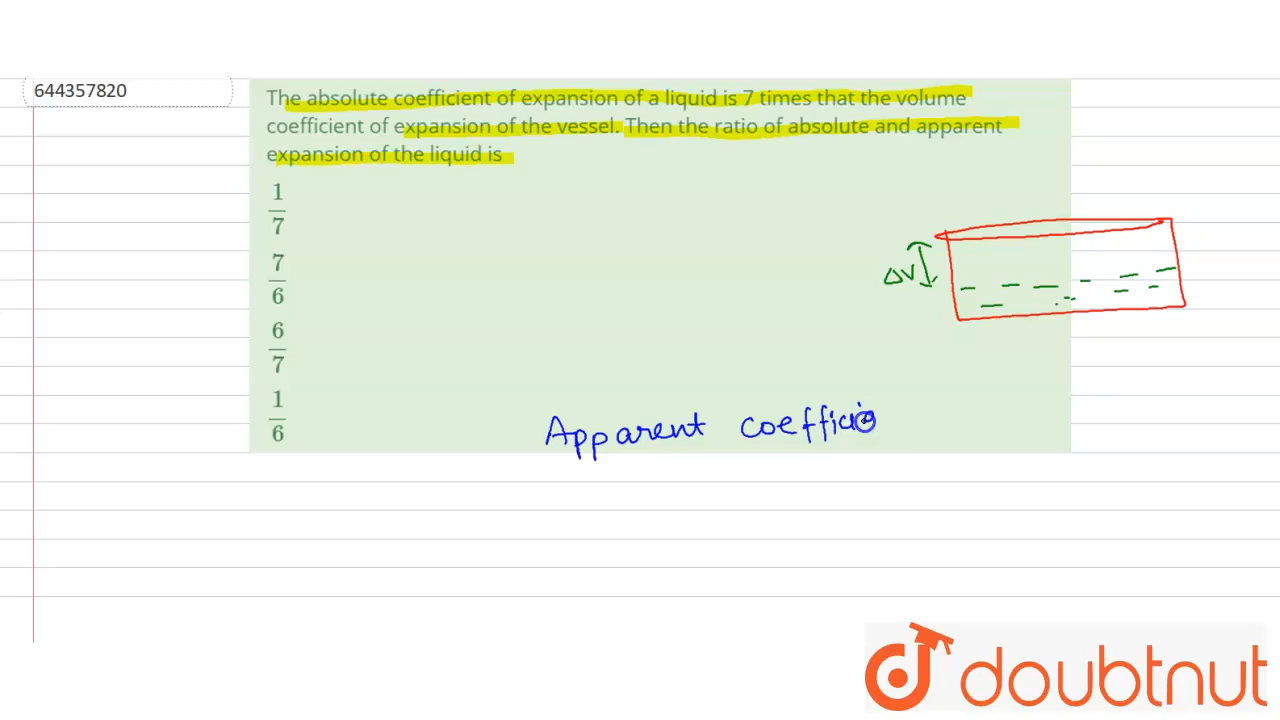 644357820
The absolute coefficient of expansion of a liquid is 7 times that the volume
coefficient of expansion of the vessel. Then the ratio of absolute and apparent
expansion of the liquid is
1
7
7
6
6
7
1
6
ΔV
Apparent coefficie
doubtnut